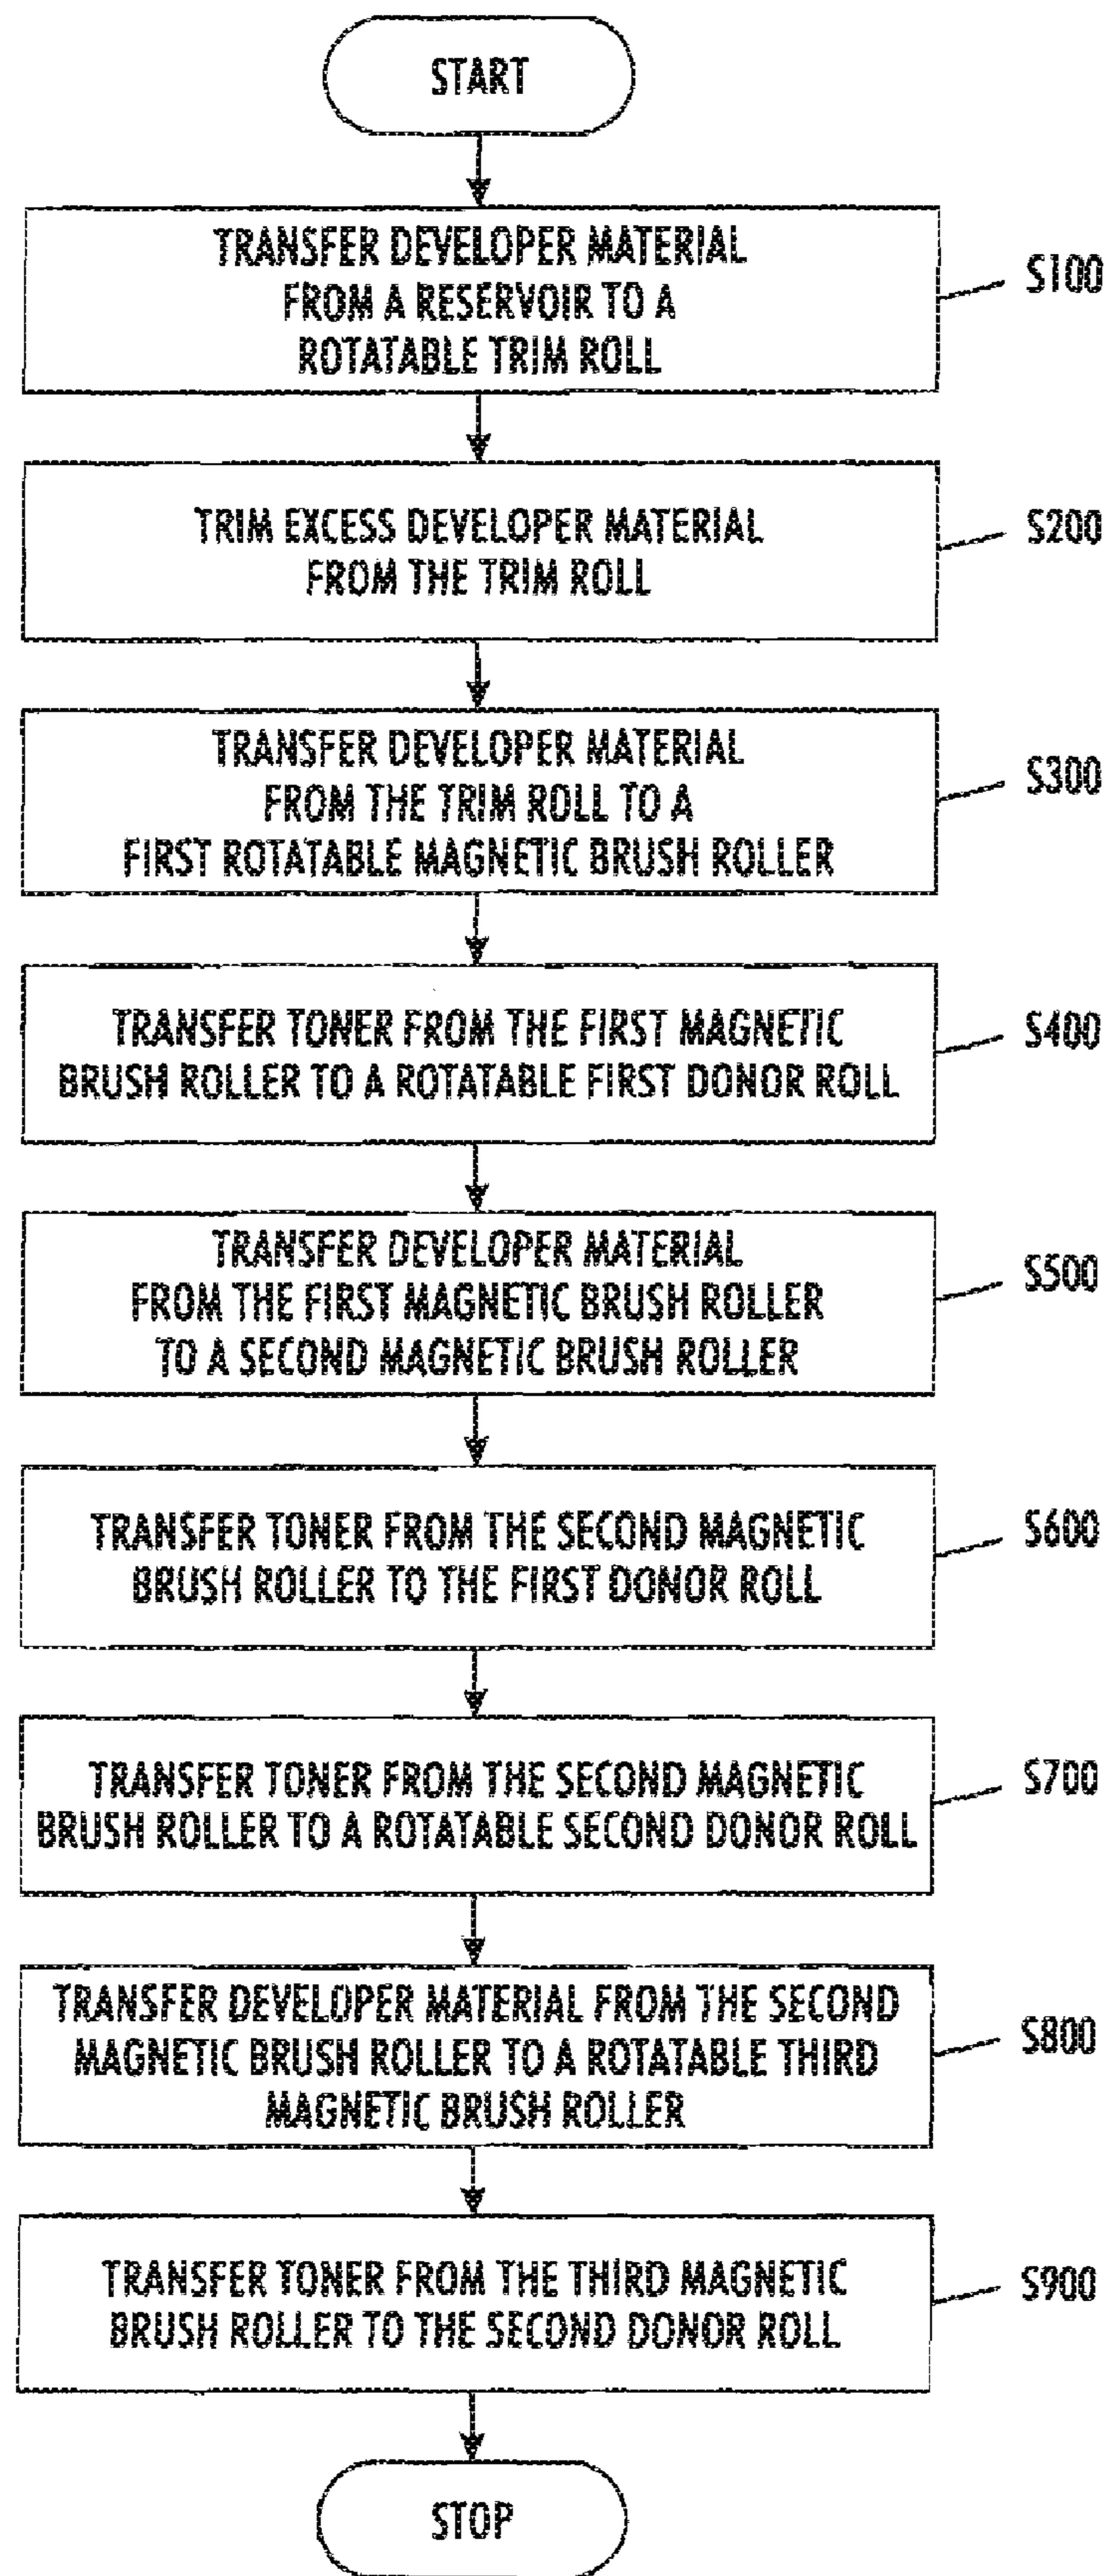 START
TRANSFER DEVELOPER MATERIAL
FROM A RESERVOIR TO A
ROTATABLE TRIM ROLL
S100
TRIM EXCESS DEVELOPER MATERIAL
FROM THE TRIM ROLL
S200
TRANSFER DEVELOPER MATERIAL
FROM THE TRIM ROLL TO A
FIRST ROTATABLE MAGNETIC BRUSH ROLLER
S300
TRANSFER TONER FROM THE FIRST MAGNETIC
BRUSH ROLLER TO A ROTATABLE FIRST DONOR ROLL
S400
TRANSFER DEVELOPER MATERIAL
FROM THE FIRST MAGNETIC BRUSH ROLLER
TO A SECOND MAGNETIC BRUSH ROLLER
S500
TRANSFER TONER FROM THE SECOND MAGNETIC
BRUSH ROLLER TO THE FIRST DONOR ROLL
S600
TRANSFER TONER FROM THE SECOND MAGNETIC
BRUSH ROLLER TO A ROTATABLE SECOND DONOR ROLL
S700
TRANSFER DEVELOPER MATERIAL FROM THE SECOND
MAGNETIC BRUSH ROLLER TO A ROTATABLE THIRD
MAGNETIC BRUSH ROLLER
S800
TRANSFER TONER FROM THE THIRD MAGNETIC
BRUSH ROLLER TO THE SECOND DONOR ROLL
S900
STOP